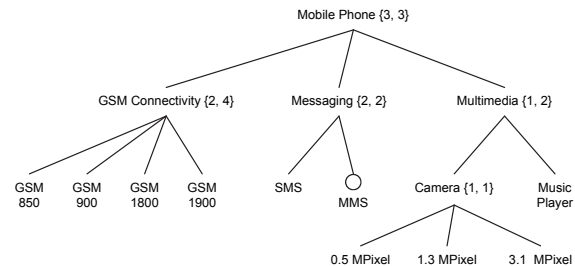 Mobile Phone {3, 3}
GSM Connectivity {2, 4}
Messaging {2, 2}
Multimedia {1, 2}
GSM
850
GSM
900
GSM
1800
GSM
1900
SMS
MMS
Camera {1, 1}
Music
Player
0.5 MPixel
1.3 MPixel
3.1 MPixel